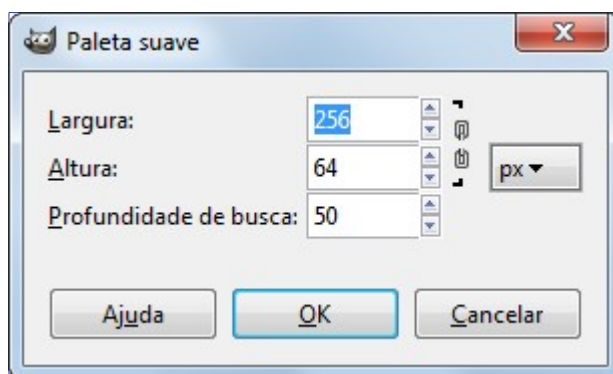 Paleta suave
Largura: 256
Altura: 64 px
Profundidade de busca: 50
Ajuda OK Cancelar